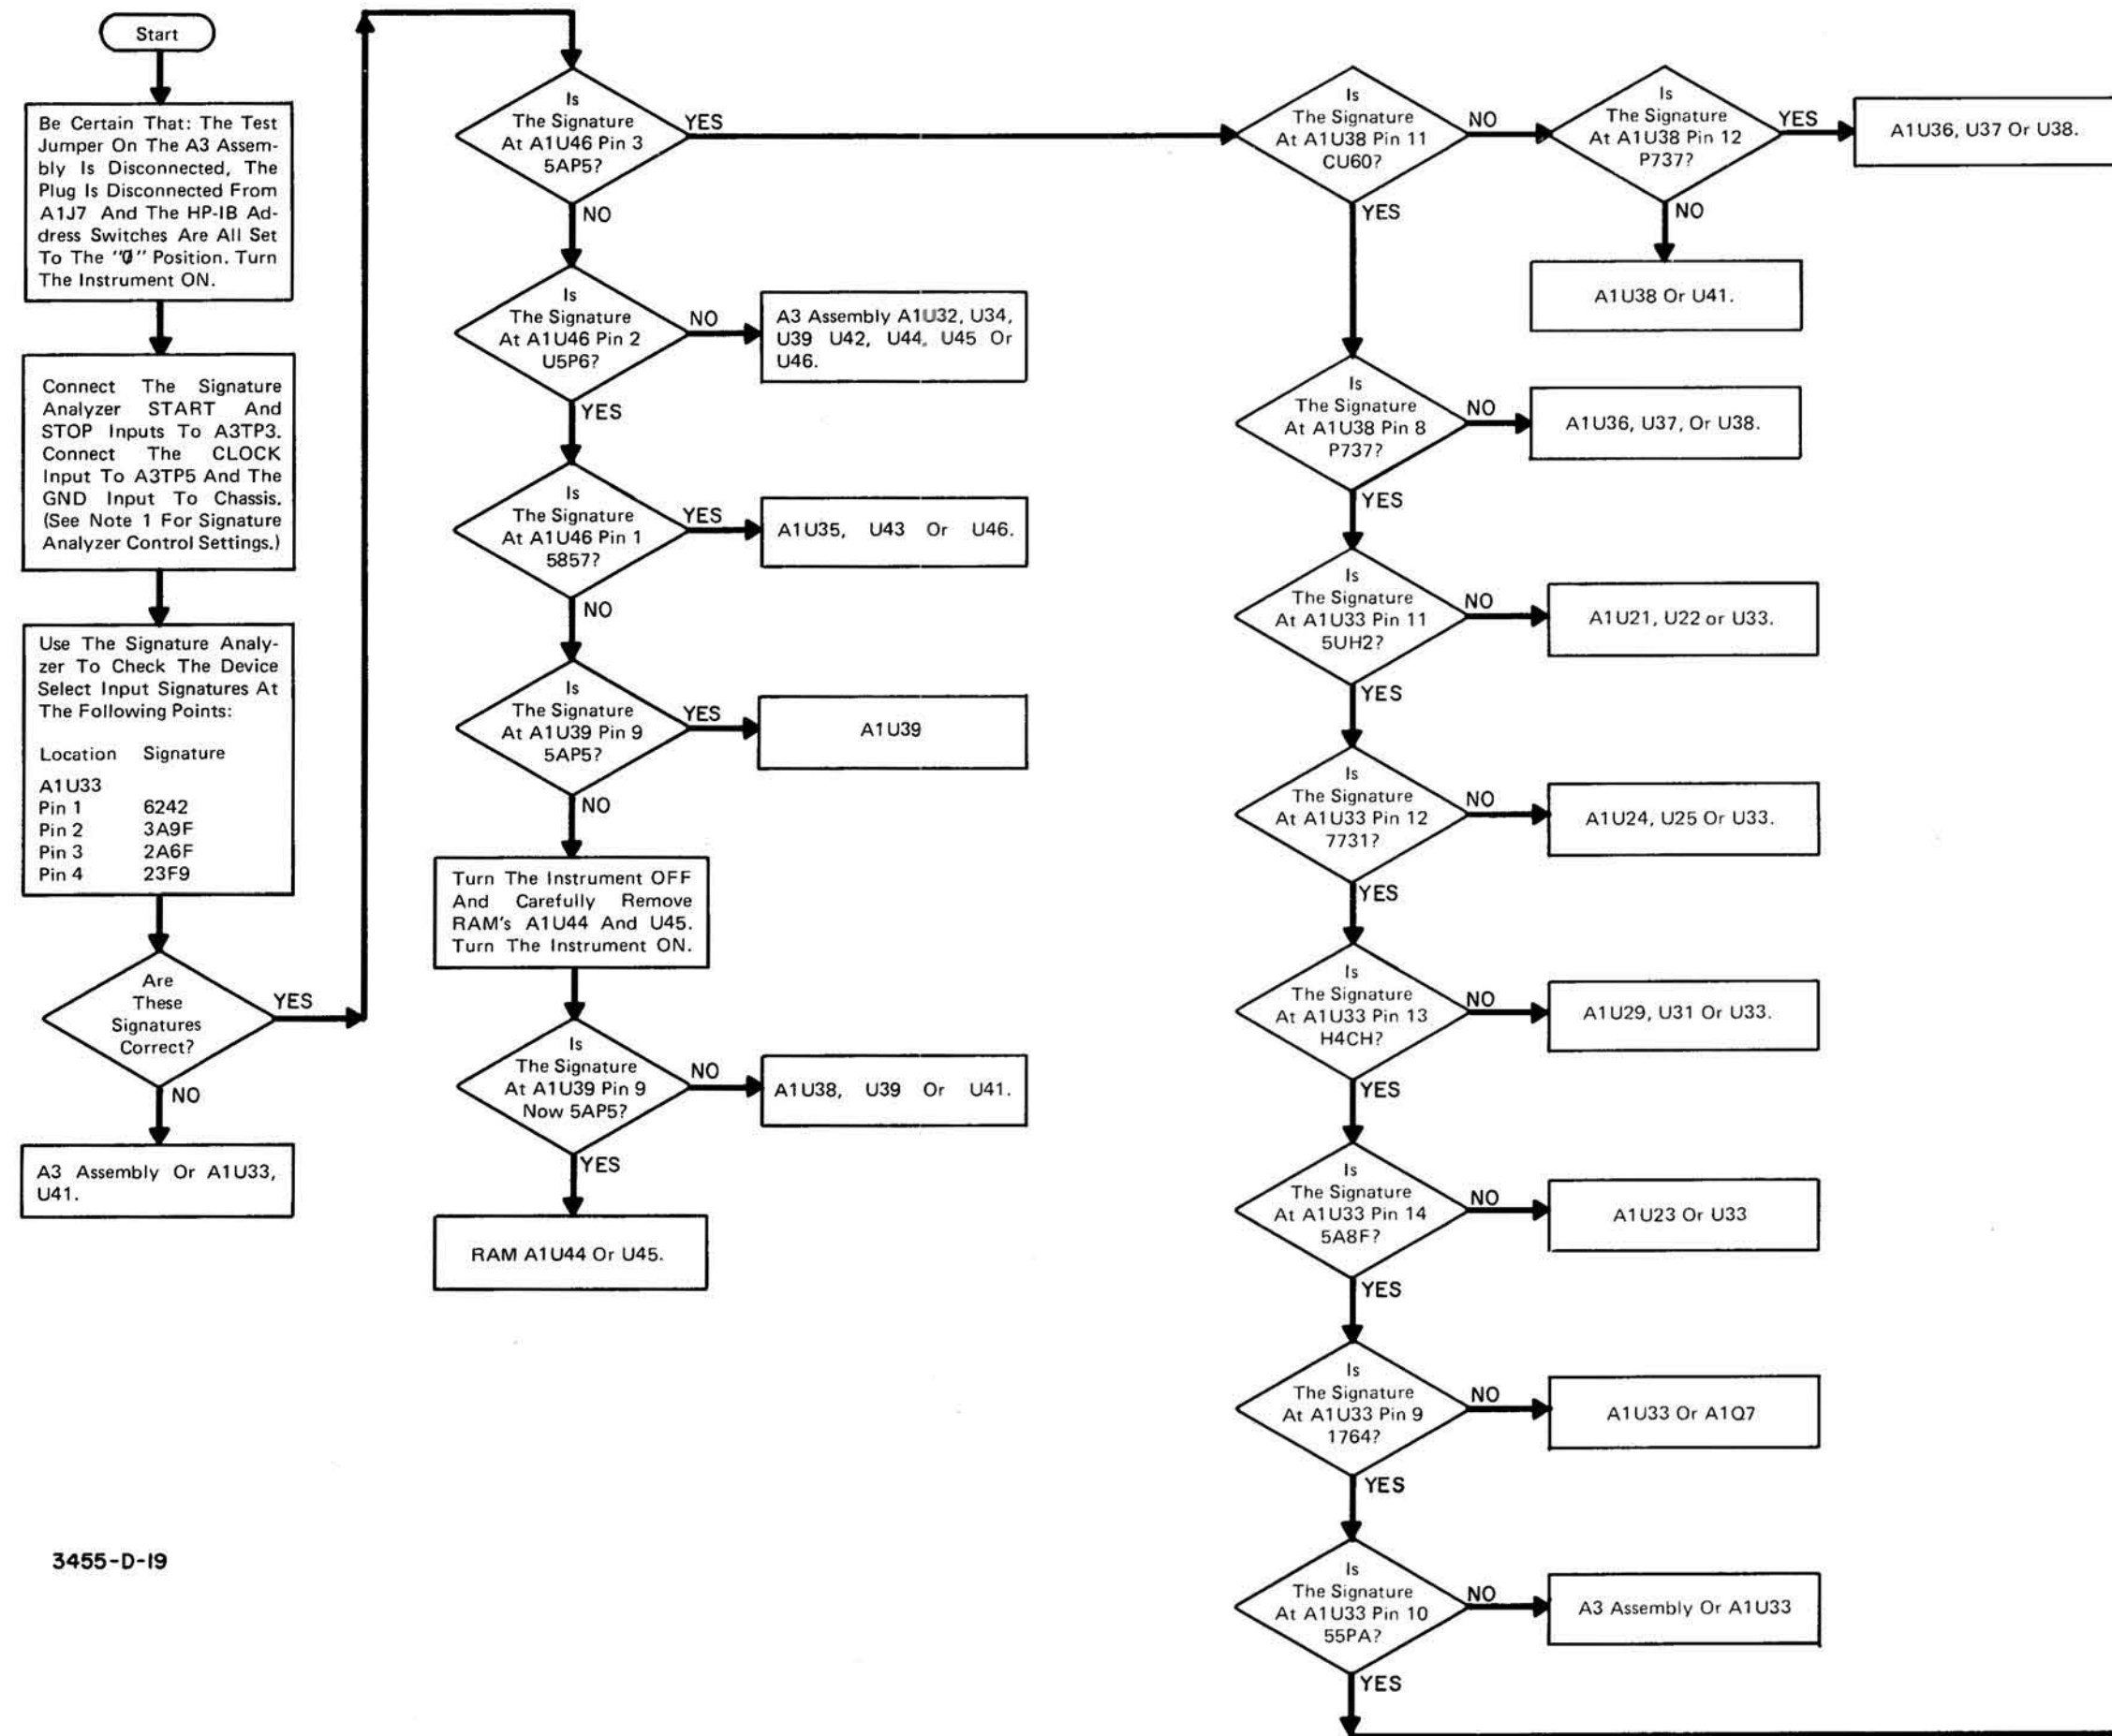 Start
Be Certain That: The Test
Jumper On The A3 Assem-
bly Is Disconnected, The
Plug Is Disconnected From
A1J7 And The HP-IB Ad-
dress Switches Are All Set
To The "0" Position. Turn
The Instrument ON.
Connect The Signature
Analyzer START And
STOP Inputs To A3TP3.
Connect The CLOCK
Input To A3TP5 And The
GND Input To Chassis.
(See Note 1 For Signature
Analyzer Control Settings.)
Use The Signature Analy-
zer To Check The Device
Select Input Signatures At
The Following Points:
Location Signature
A1U33
Pin 1 6242
Pin 2 3A9F
Pin 3 2A6F
Pin 4 23F9
Are
These
Signatures
Correct?
YES
NO
A3 Assembly Or A1U33,
U41.
Is
The Signature
At A1U46 Pin 3
5AP5?
YES
NO
Is
The Signature
At A1U46 Pin 2
U5P6?
NO
A3 Assembly A1U32, U34,
U39 U42, U44, U45 Or
U46.
YES
Is
The Signature
At A1U46 Pin 1
5857?
YES
A1U35, U43 Or U46.
NO
Is
The Signature
At A1U39 Pin 9
5AP5?
YES
A1U39
NO
Turn The Instrument OFF
And Carefully Remove
RAM's A1U44 And U45.
Turn The Instrument ON.
Is
The Signature
At A1U39 Pin 9
Now 5AP5?
NO
A1U38, U39 Or U41.
YES
RAM A1U44 Or U45.
Is
The Signature
At A1U38 Pin 11
CU60?
NO
YES
Is
The Signature
At A1U38 Pin 12
P737?
YES
A1U36, U37 Or U38.
NO
A1U38 Or U41.
Is
The Signature
At A1U38 Pin 8
P737?
NO
A1U36, U37, Or U38.
YES
Is
The Signature
At A1U33 Pin 11
5UH2?
NO
A1U21, U22 or U33.
YES
Is
The Signature
At A1U33 Pin 12
7731?
NO
A1U24, U25 Or U33.
YES
Is
The Signature
At A1U33 Pin 13
H4CH?
NO
A1U29, U31 Or U33.
YES
Is
The Signature
At A1U33 Pin 14
5A8F?
NO
A1U23 Or U33
YES
Is
The Signature
At A1U33 Pin 9
1764?
NO
A1U33 Or A1Q7
YES
Is
The Signature
At A1U33 Pin 10
55PA?
NO
A3 Assembly Or A1U33
YES
3455-D-19